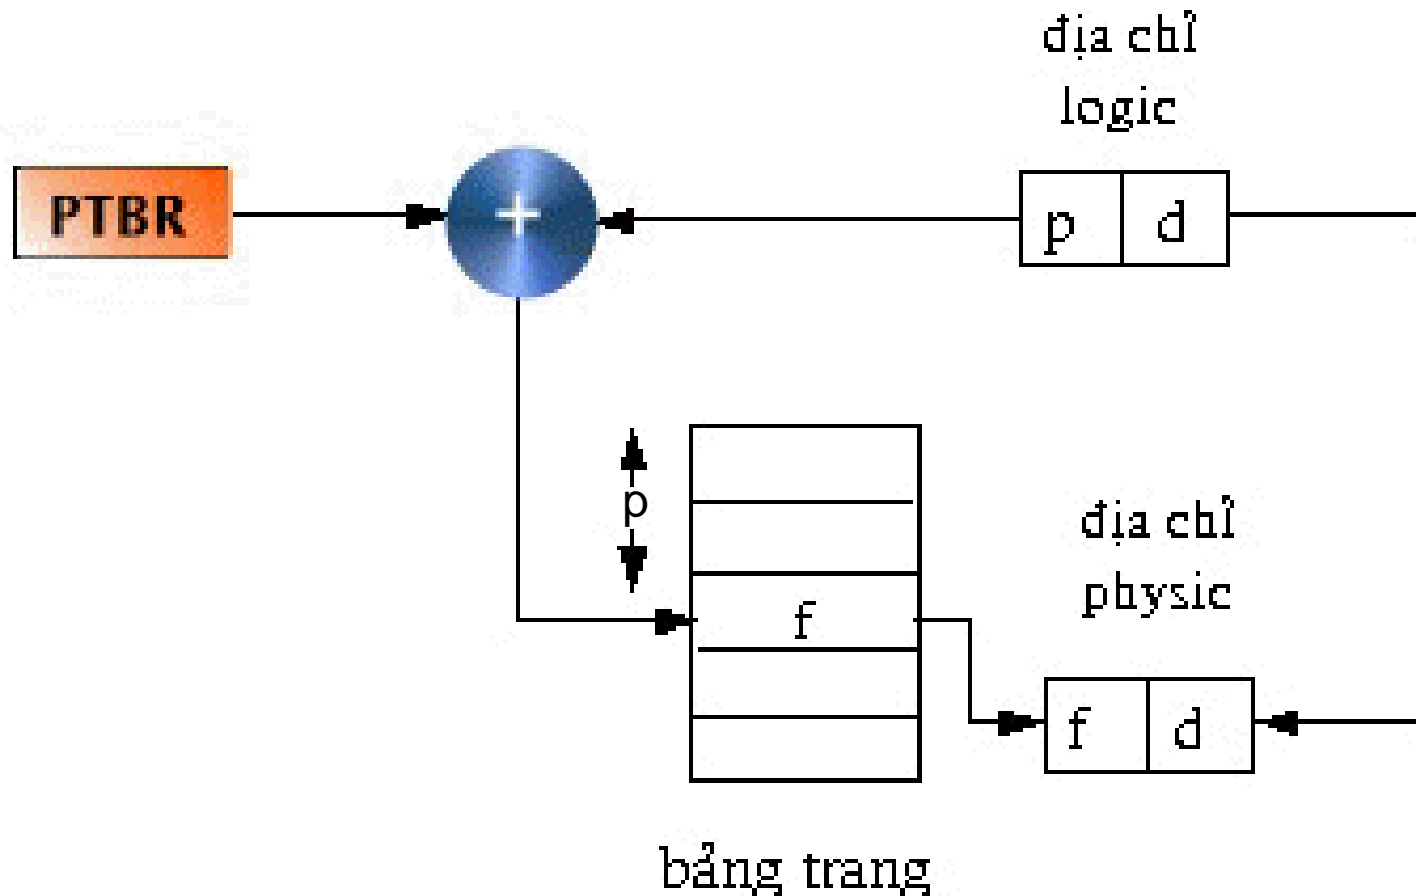 địa chỉ
logic
PTBR
+
p d
p
f
địa chỉ
physic
f d
bảng trang